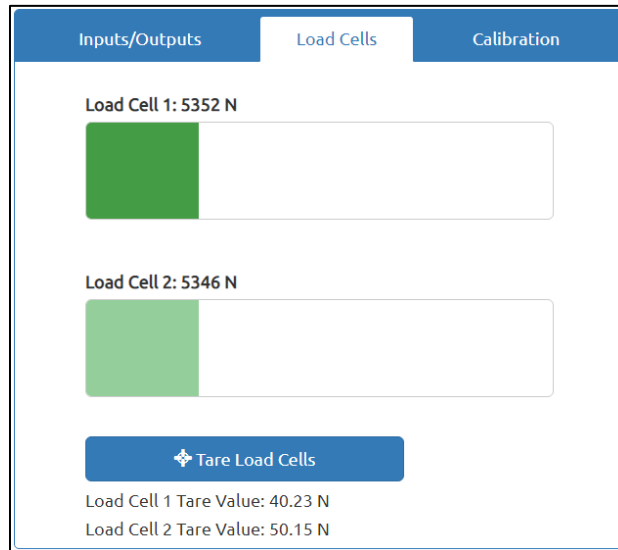 Inputs/Outputs Load Cells Calibration
Load Cell 1: 5352 N
Load Cell 2: 5346 N
Tare Load Cells
Load Cell 1 Tare Value: 40.23 N
Load Cell 2 Tare Value: 50.15 N